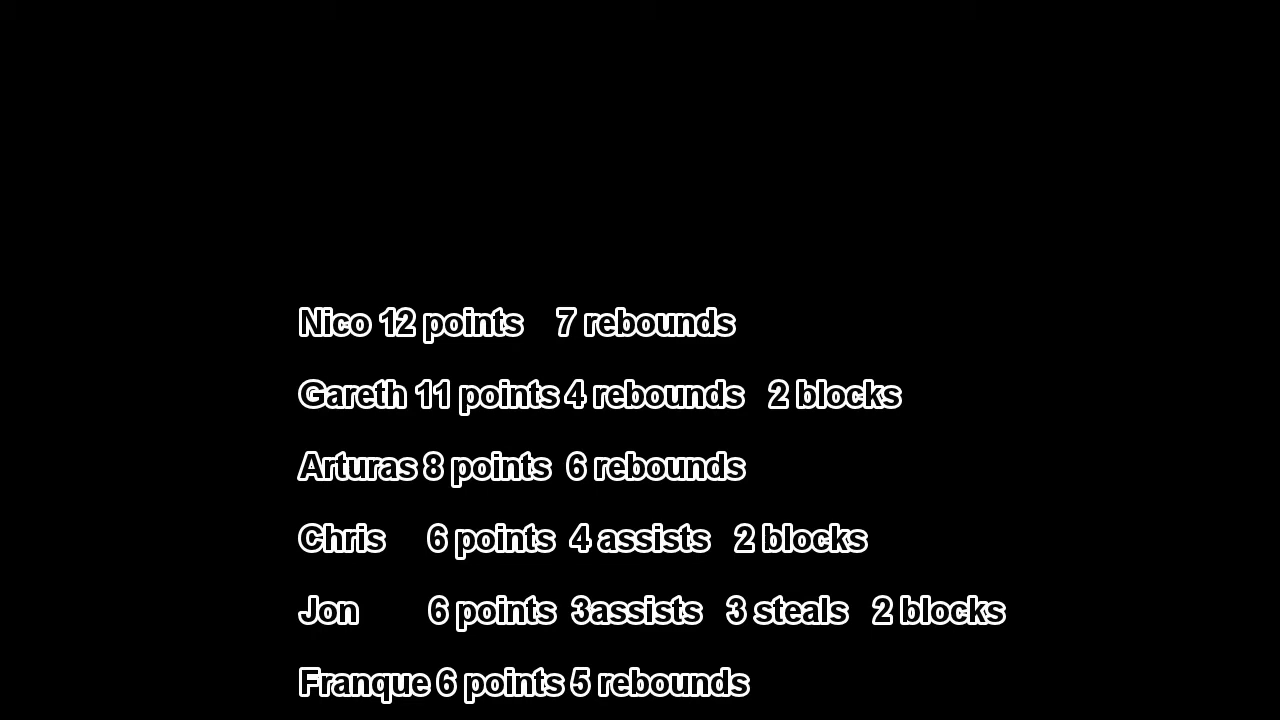 Nico 12 points 7 rebounds
Gareth 11 points 4 rebounds 2 blocks
Arturas 8 points 6 rebounds
Chris 6 points 4 assists 2 blocks
Jon 6 points 3assists 3 steals 2 blocks
Franque 6 points 5 rebounds